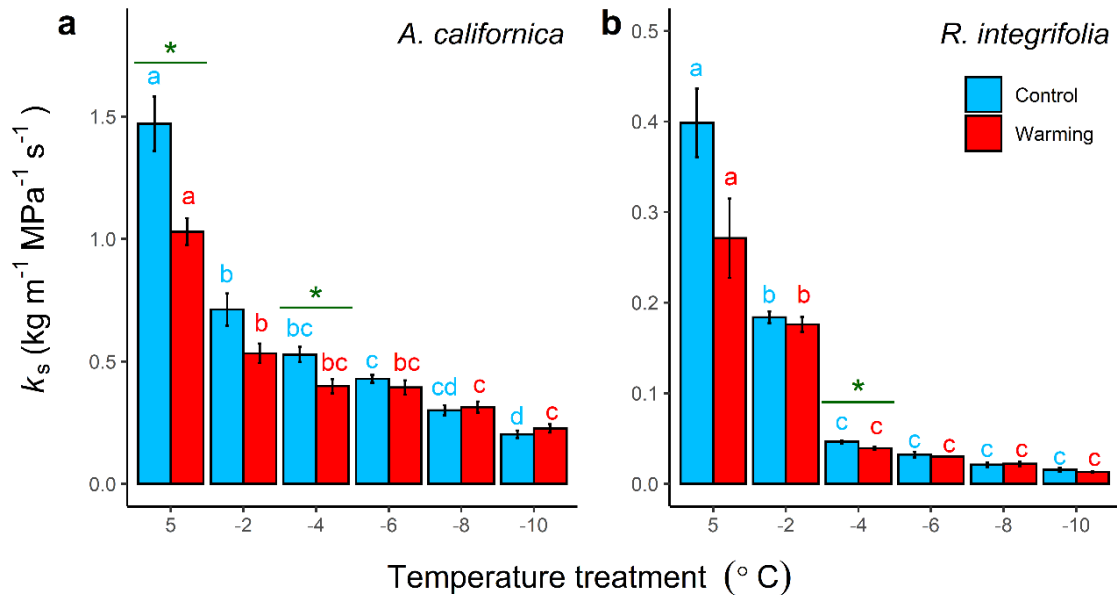 a
A. californica
*
a
a
b
b
*
bc
bc
c
bc
cd
c
d
c
1.5
1.0
0.5
0.0
5
-2
-4
-6
-8
-10
kₛ (kg m⁻¹ MPa⁻¹ s⁻¹)
b
R. integrifolia
Control
Warming
a
a
b
b
*
c
c
c
c
c
c
c
c
0.5
0.4
0.3
0.2
0.1
0.0
5
-2
-4
-6
-8
-10
Temperature treatment (° C)